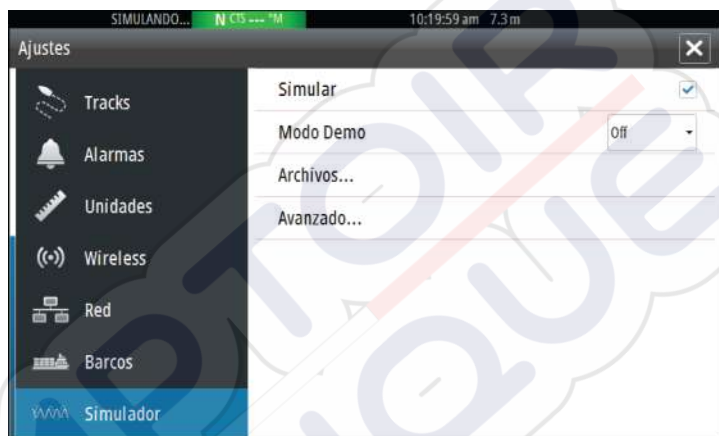 SIMULANDO... N CTS --- °M 10:19:59 am 7.3 m
Ajustes
Tracks
Alarmas
Unidades
Wireless
Red
Barcos
Simulador
Simular
Modo Demo Off
Archivos...
Avanzado...